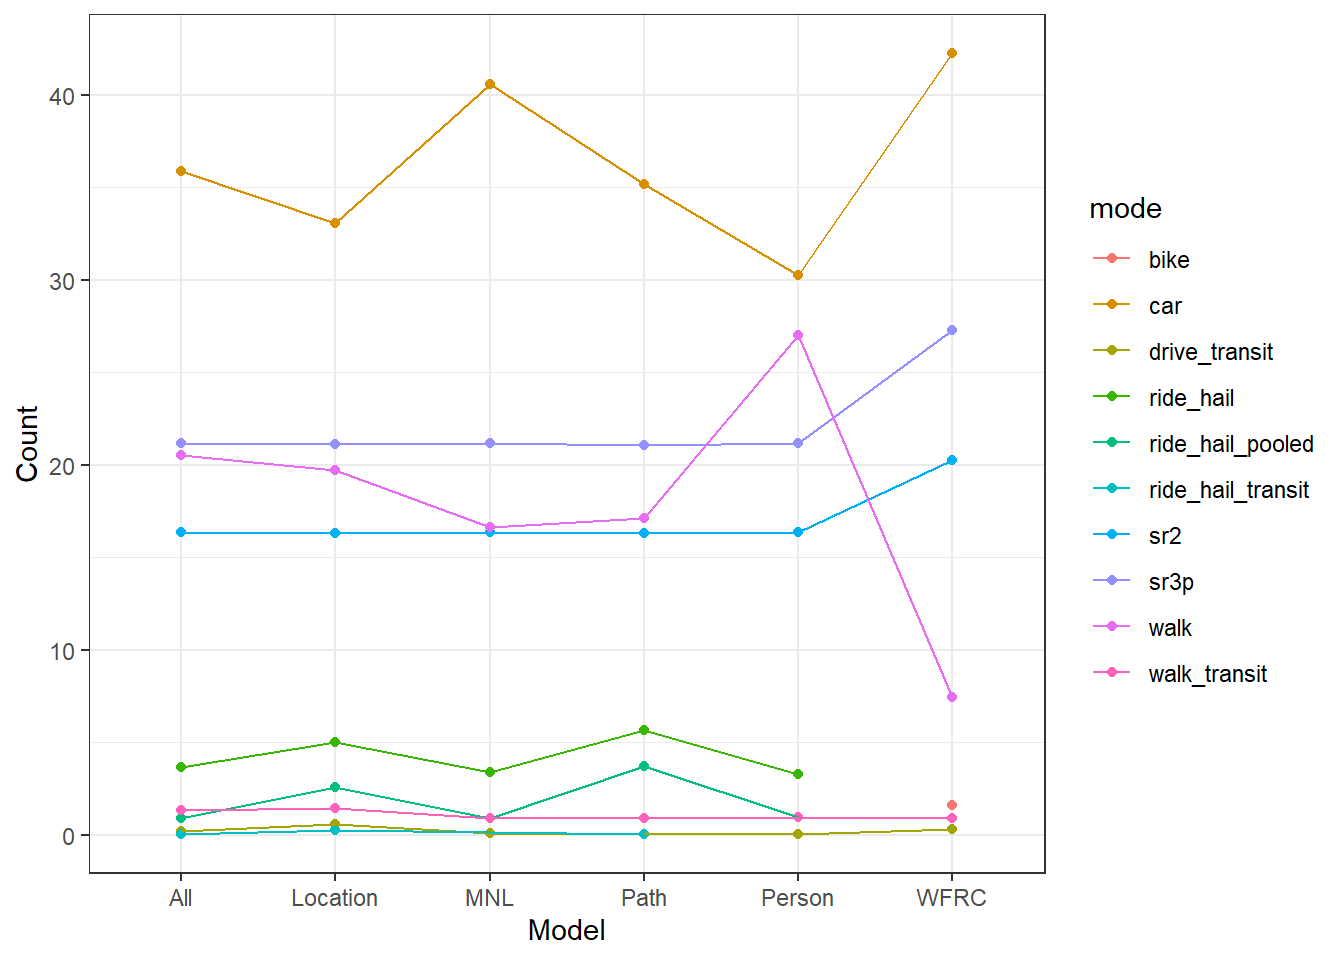 40
30
20
10
0
Count
All Location MNL Path Person WFRC
Model
mode
bike
car
drive_transit
ride_hail
ride_hail_pooled
ride_hail_transit
sr2
sr3p
walk
walk_transit